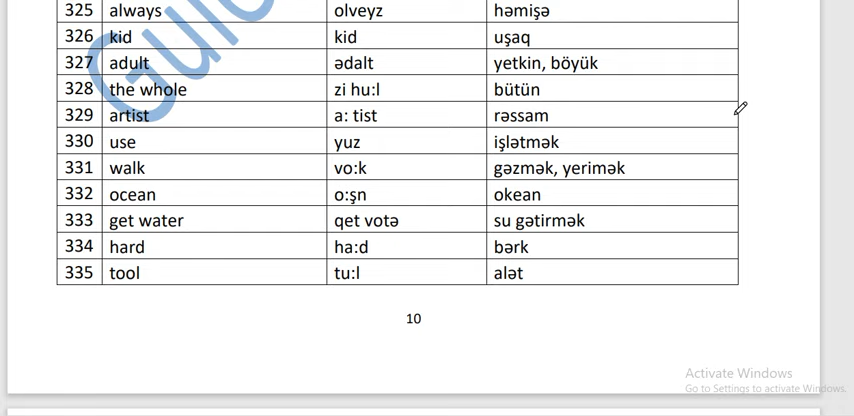 325 always olveyz həmişə
326 kid kid uşaq
327 adult ədalt yetkin, böyük
328 the whole zi hu:l bütün
329 artist a: tist rəssam
330 use yuz işlətmək
331 walk vo:k gəzmək, yerimək
332 ocean o:şn okean
333 get water qet votə su gətirmək
334 hard ha:d bərk
335 tool tu:l alət
10
Activate Windows
Go to Settings to activate Windows.